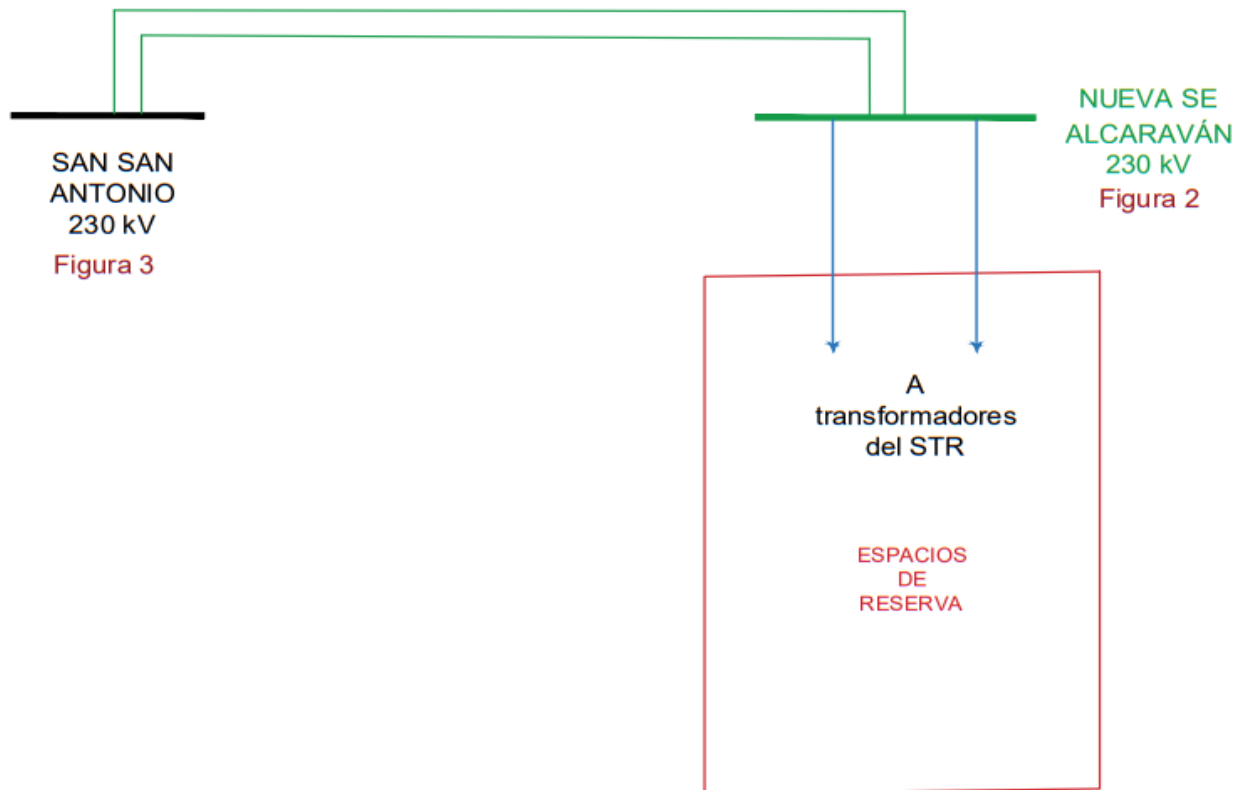 SAN SAN
ANTONIO
230 kV
Figura 3
NUEVA SE
ALCARAVÁN
230 kV
Figura 2
A
transformadores
del STR
ESPACIOS
DE
RESERVA